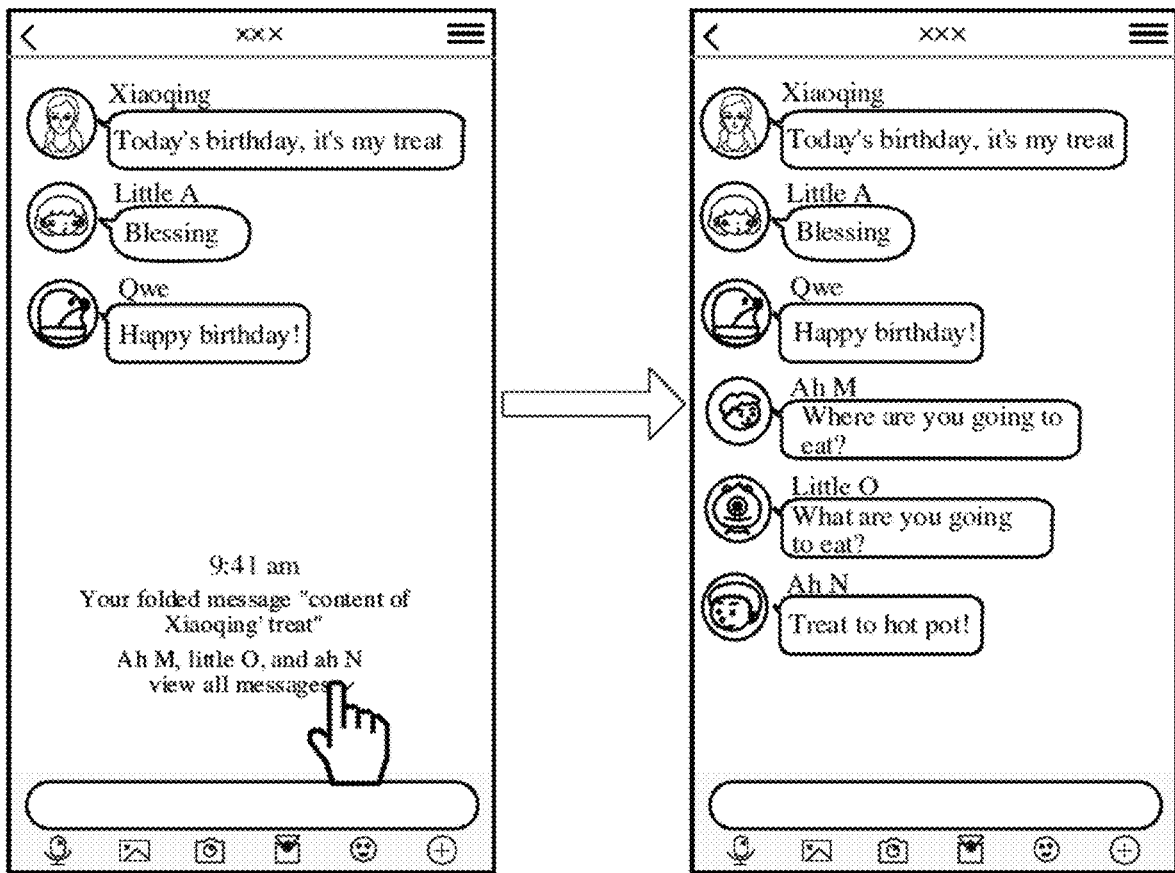 ×××
Xiaoqing
Today's birthday, it's my treat
Little A
Blessing
Qwe
Happy birthday!
9:41 am
Your folded message "content of
Xiaoqing' treat"
Ah M, little O, and ah N
view all messages
×××
Xiaoqing
Today's birthday, it's my treat
Little A
Blessing
Qwe
Happy birthday!
Ah M
Where are you going to
eat?
Little O
What are you going
to eat?
Ah N
Treat to hot pot!